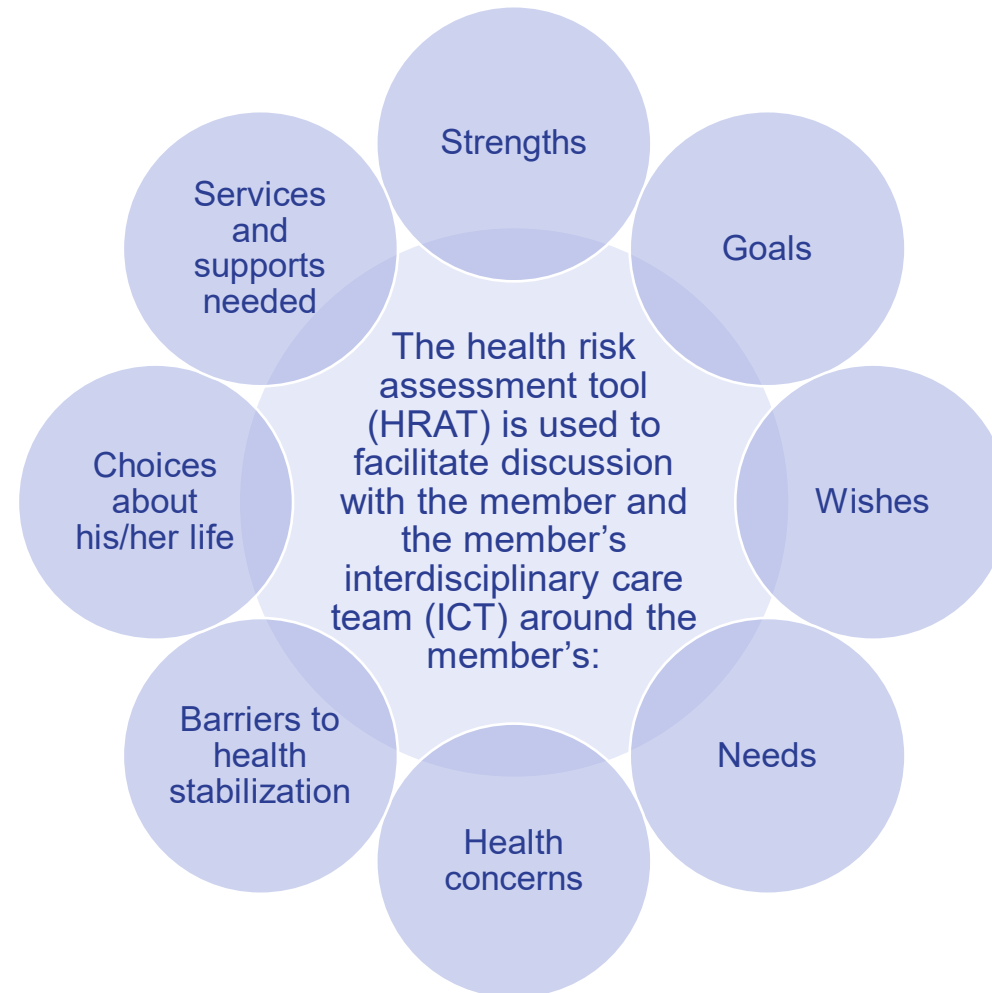 The health risk
assessment tool
(HRAT) is used to
facilitate discussion
with the member and
the member’s
interdisciplinary care
team (ICT) around the
member’s:
Strengths
Goals
Wishes
Needs
Health
concerns
Barriers to
health
stabilization
Choices
about
his/her life
Services
and
supports
needed